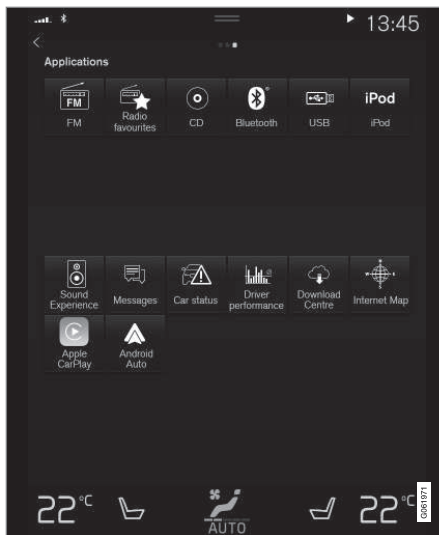 13:45
Applications
FM
iPod
FM
Radio
favourites
CD
Bluetooth
USB
iPod
Sound
Experience
Messages
Car status
Driver
performance
Download
Centre
Internet Map
Apple
CarPlay
Android
Auto
22°C
22°C
AUTO
G061971